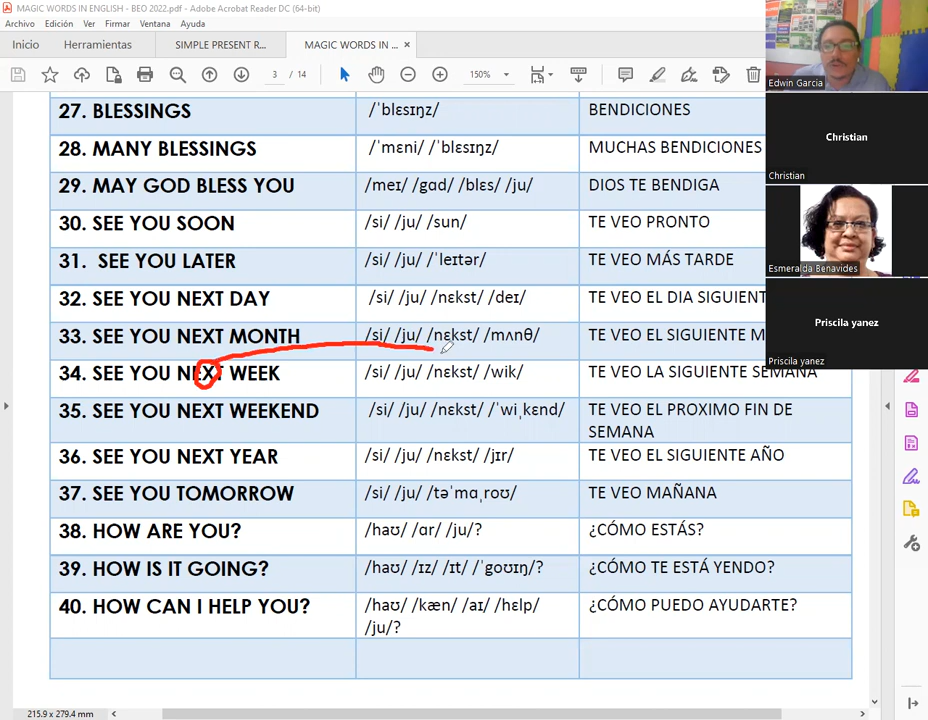 MAGIC WORDS IN ENGLISH - BEO 2022.pdf - Adobe Acrobat Reader DC (64-bit)
Archivo Edición Ver Firmar Ventana Ayuda
Inicio Herramientas SIMPLE PRESENT R... MAGIC WORDS IN ... ×
3 / 14 150%
27. BLESSINGS /ˈblɛsɪŋz/ BENDICIONES
28. MANY BLESSINGS /ˈmɛni/ /ˈblɛsɪŋz/ MUCHAS BENDICIONES
29. MAY GOD BLESS YOU /meɪ/ /gɑd/ /blɛs/ /ju/ DIOS TE BENDIGA
30. SEE YOU SOON /si/ /ju/ /sun/ TE VEO PRONTO
31. SEE YOU LATER /si/ /ju/ /ˈleɪtər/ TE VEO MÁS TARDE
32. SEE YOU NEXT DAY /si/ /ju/ /nɛkst/ /deɪ/ TE VEO EL DIA SIGUIENT
33. SEE YOU NEXT MONTH /si/ /ju/ /nɛkst/ /mʌnθ/ TE VEO EL SIGUIENTE M
34. SEE YOU NEXT WEEK /si/ /ju/ /nɛkst/ /wik/ TE VEO LA SIGUIENTE SEMANA
35. SEE YOU NEXT WEEKEND /si/ /ju/ /nɛkst/ /ˈwiˌkɛnd/ TE VEO EL PROXIMO FIN DE
SEMANA
36. SEE YOU NEXT YEAR /si/ /ju/ /nɛkst/ /jɪr/ TE VEO EL SIGUIENTE AÑO
37. SEE YOU TOMORROW /si/ /ju/ /təˈmɑˌroʊ/ TE VEO MAÑANA
38. HOW ARE YOU? /haʊ/ /ɑr/ /ju/? ¿CÓMO ESTÁS?
39. HOW IS IT GOING? /haʊ/ /ɪz/ /ɪt/ /ˈgoʊɪŋ/? ¿CÓMO TE ESTÁ YENDO?
40. HOW CAN I HELP YOU? /haʊ/ /kæn/ /aɪ/ /hɛlp/ ¿CÓMO PUEDO AYUDARTE?
/ju/?
215.9 x 279.4 mm
Edwin Garcia
Christian
Christian
Esmeralda Benavides
Priscila yanez
Priscila yanez